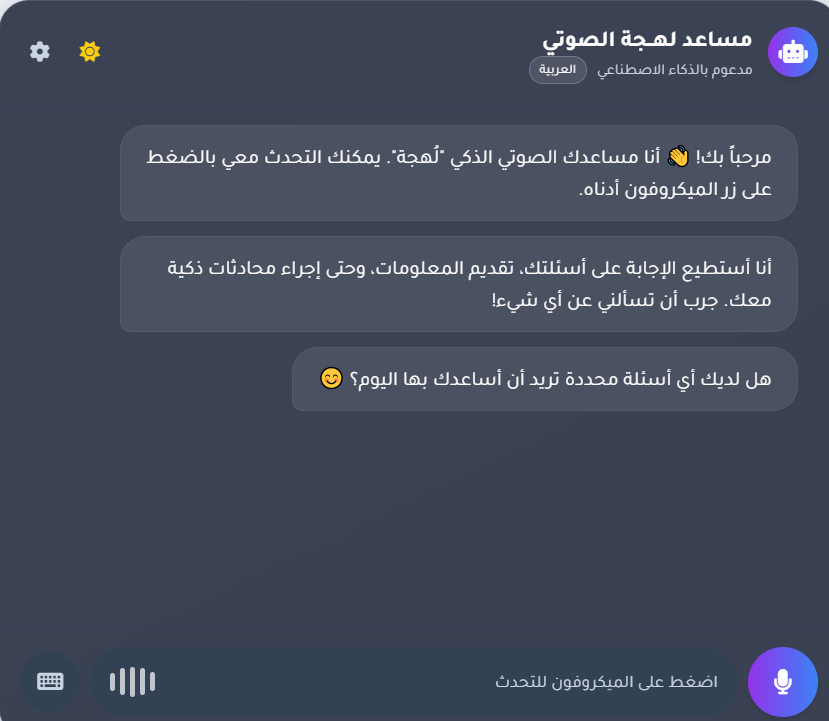 مساعد لهجة الصوتي
مدعوم بالذكاء الاصطناعي العربية
مرحباً بك! 👋 أنا مساعدك الصوتي الذكي "لُهجة". يمكنك التحدث معي بالضغط
على زر الميكروفون أدناه.
أنا أستطيع الإجابة على أسئلتك، تقديم المعلومات، وحتى إجراء محادثات ذكية
معك. جرب أن تسألني عن أي شيء!
هل لديك أي أسئلة محددة تريد أن أساعدك بها اليوم؟ 😊
اضغط على الميكروفون للتحدث